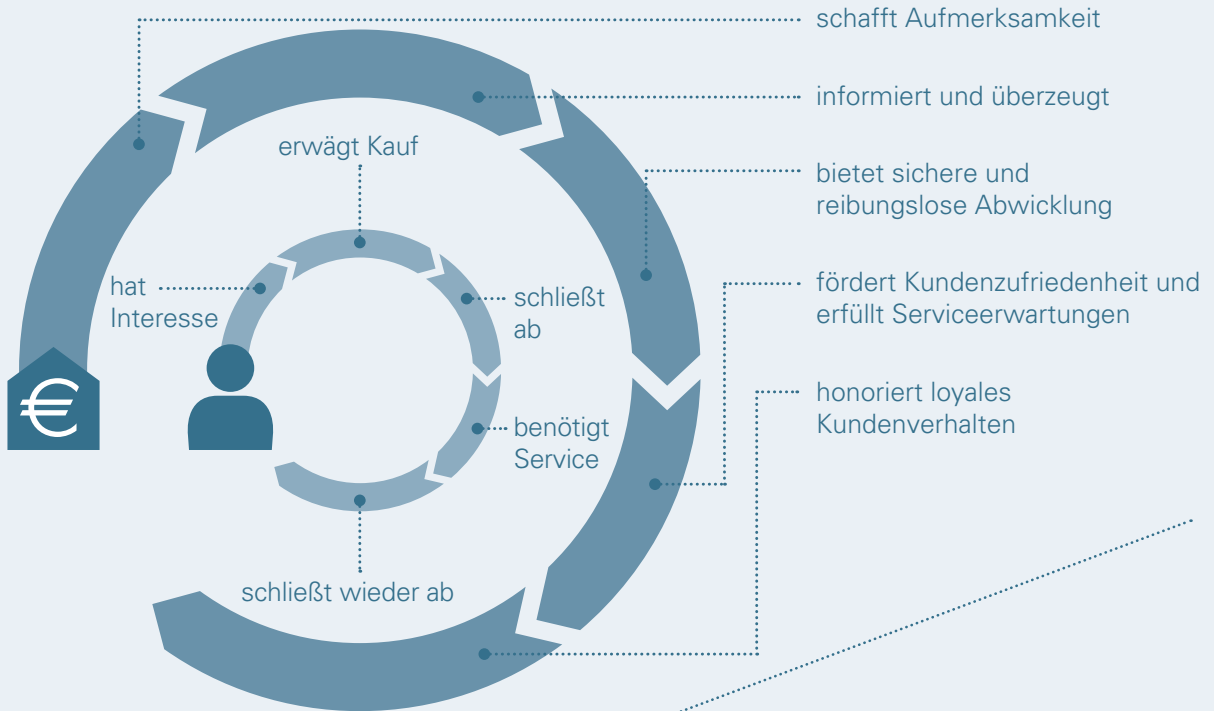 schafft Aufmerksamkeit
informiert und überzeugt
bietet sichere und
reibungslose Abwicklung
fördert Kundenzufriedenheit und
erfüllt Serviceerwartungen
honoriert loyales
Kundenverhalten
hat
Interesse
erwägt Kauf
schließt
ab
benötigt
Service
schließt wieder ab
€